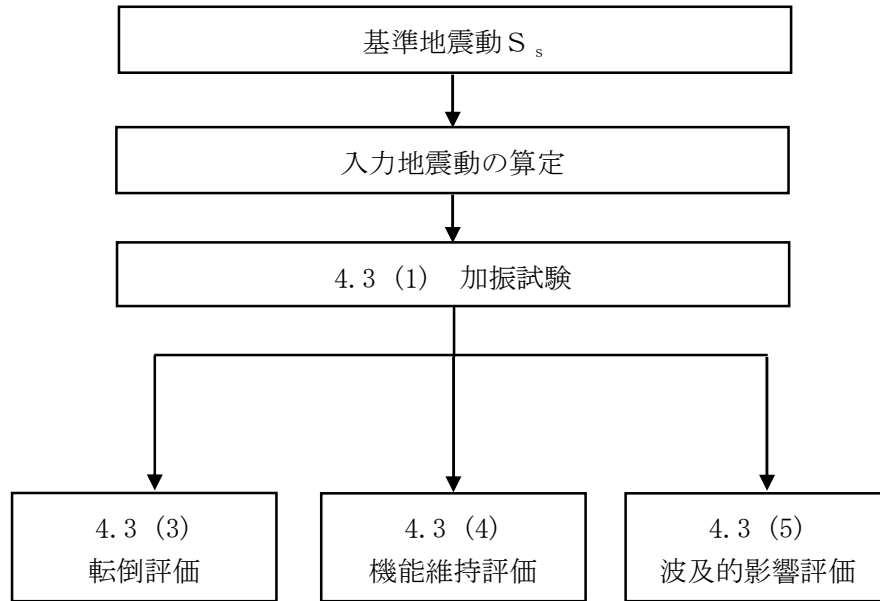 基準地震動Ｓｓ
入力地震動の算定
4.3 (1)　加振試験
4.3 (3)
転倒評価
4.3 (4)
機能維持評価
4.3 (5)
波及的影響評価